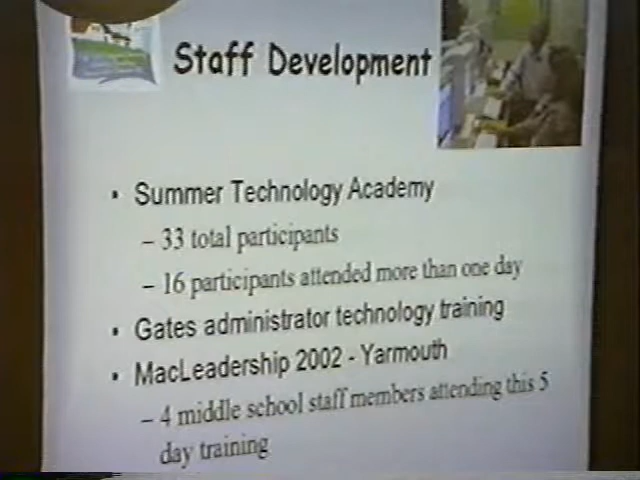 Staff Development
• Summer Technology Academy
– 33 total participants
– 16 participants attended more than one day
• Gates administrator technology training
• MacLeadership 2002 - Yarmouth
– 4 middle school staff members attending this 5
day training